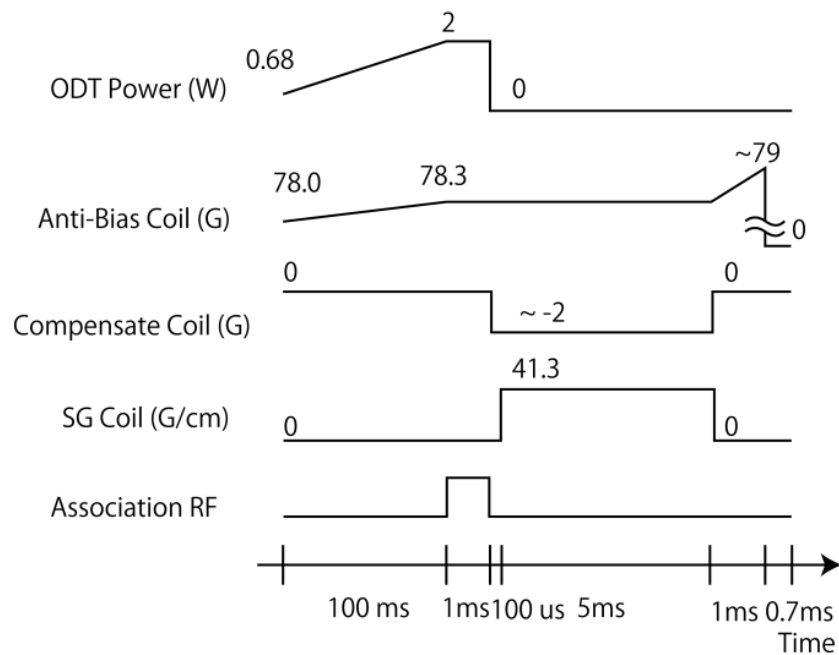 2
0.68
ODT Power (W)
0
~79
78.0
78.3
Anti-Bias Coil (G)
0
0
0
~ -2
Compensate Coil (G)
41.3
SG Coil (G/cm)
0
0
Association RF
100 ms 1ms 100 us 5ms 1ms 0.7ms
Time